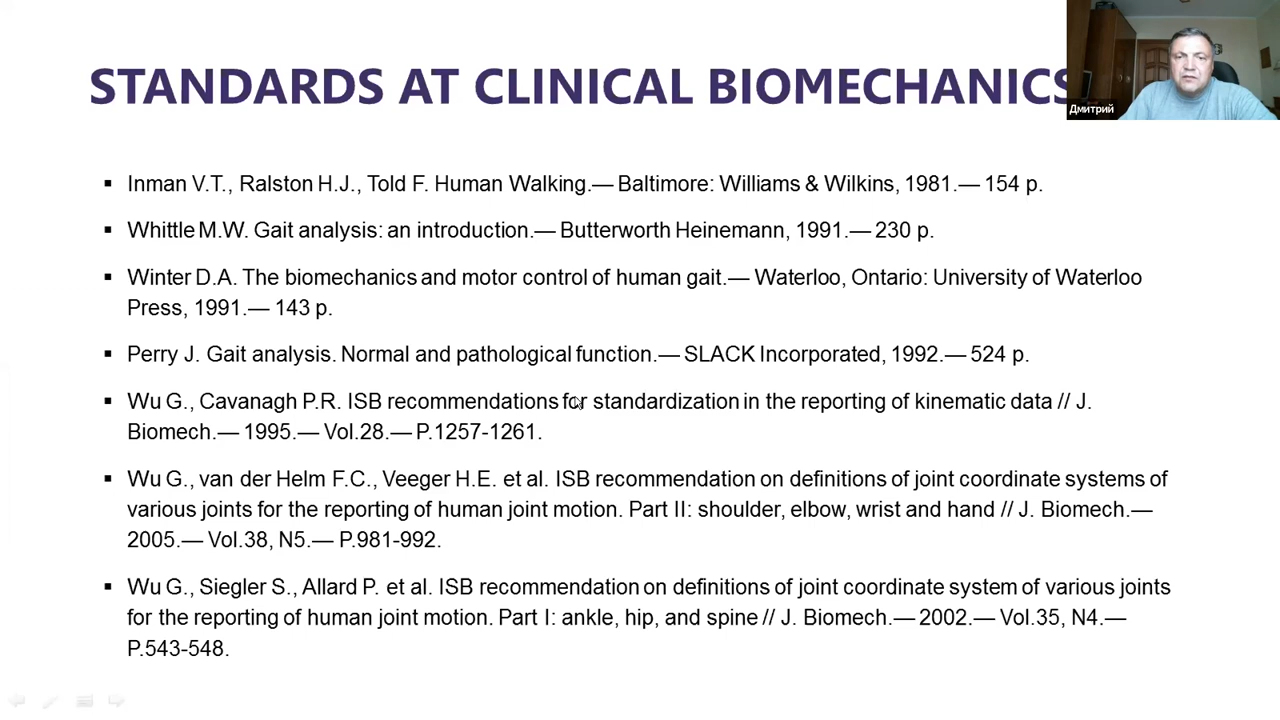 STANDARDS AT CLINICAL BIOMECHANICS
Дмитрий
▪ Inman V.T., Ralston H.J., Told F. Human Walking.— Baltimore: Williams & Wilkins, 1981.— 154 p.
▪ Whittle M.W. Gait analysis: an introduction.— Butterworth Heinemann, 1991.— 230 p.
▪ Winter D.A. The biomechanics and motor control of human gait.— Waterloo, Ontario: University of Waterloo
Press, 1991.— 143 p.
▪ Perry J. Gait analysis. Normal and pathological function.— SLACK Incorporated, 1992.— 524 p.
▪ Wu G., Cavanagh P.R. ISB recommendations for standardization in the reporting of kinematic data // J.
Biomech.— 1995.— Vol.28.— P.1257-1261.
▪ Wu G., van der Helm F.C., Veeger H.E. et al. ISB recommendation on definitions of joint coordinate systems of
various joints for the reporting of human joint motion. Part II: shoulder, elbow, wrist and hand // J. Biomech.—
2005.— Vol.38, N5.— P.981-992.
▪ Wu G., Siegler S., Allard P. et al. ISB recommendation on definitions of joint coordinate system of various joints
for the reporting of human joint motion. Part I: ankle, hip, and spine // J. Biomech.— 2002.— Vol.35, N4.—
P.543-548.